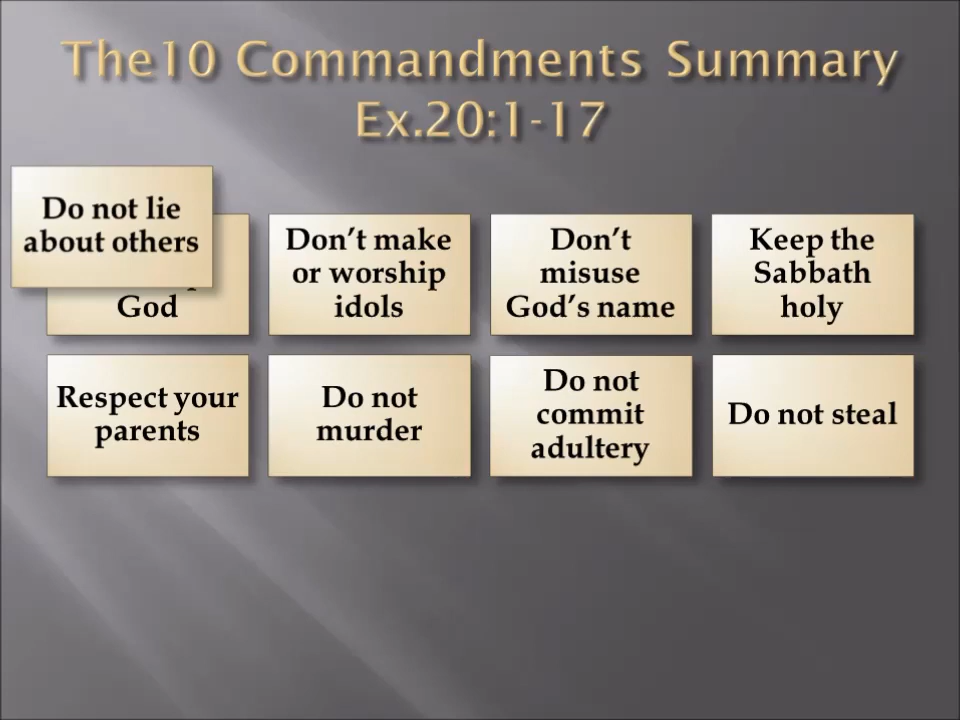 The10 Commandments Summary
Ex.20:1-17
Do not lie
about others
God
Don't make
or worship
idols
Don't
misuse
God's name
Keep the
Sabbath
holy
Respect your
parents
Do not
murder
Do not
commit
adultery
Do not steal